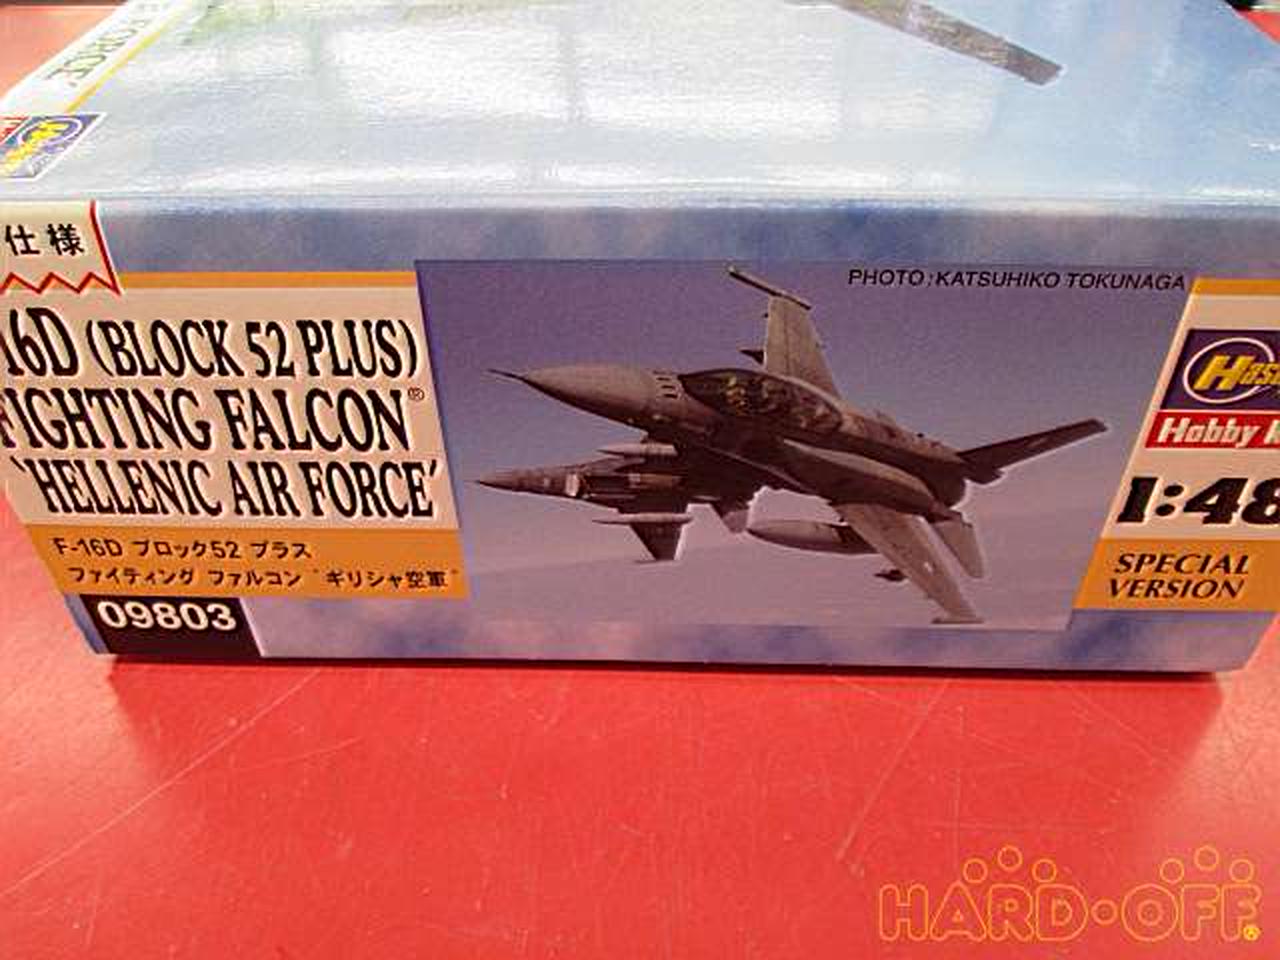 FORCE'
仕様
PHOTO:KATSUHIKO TOKUNAGA
16D (BLOCK 52 PLUS)
FIGHTING FALCON®
'HELLENIC AIR FORCE'
F-16D ブロック52 プラス
ファイティング ファルコン "ギリシャ空軍"
09803
Has
Hobby
1:48
SPECIAL
VERSION
HARD•OFF®